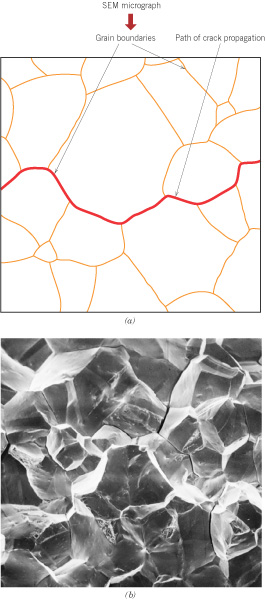 SEM micrograph
Grain boundaries
Path of crack propagation
(a)
(b)